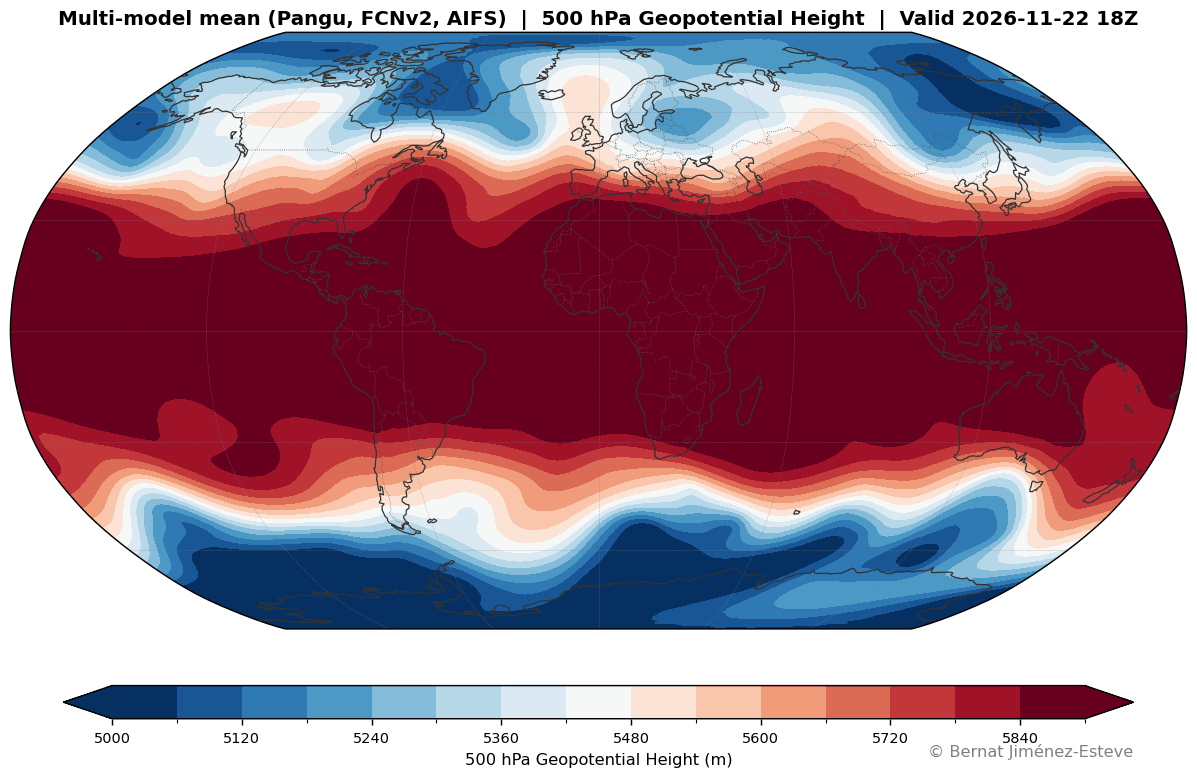 Multi-model mean (Pangu, FCNv2, AIFS)  |  500 hPa Geopotential Height  |  Valid 2026-11-22 18Z
5000 5120 5240 5360 5480 5600 5720 5840
500 hPa Geopotential Height (m)
© Bernat Jiménez-Esteve